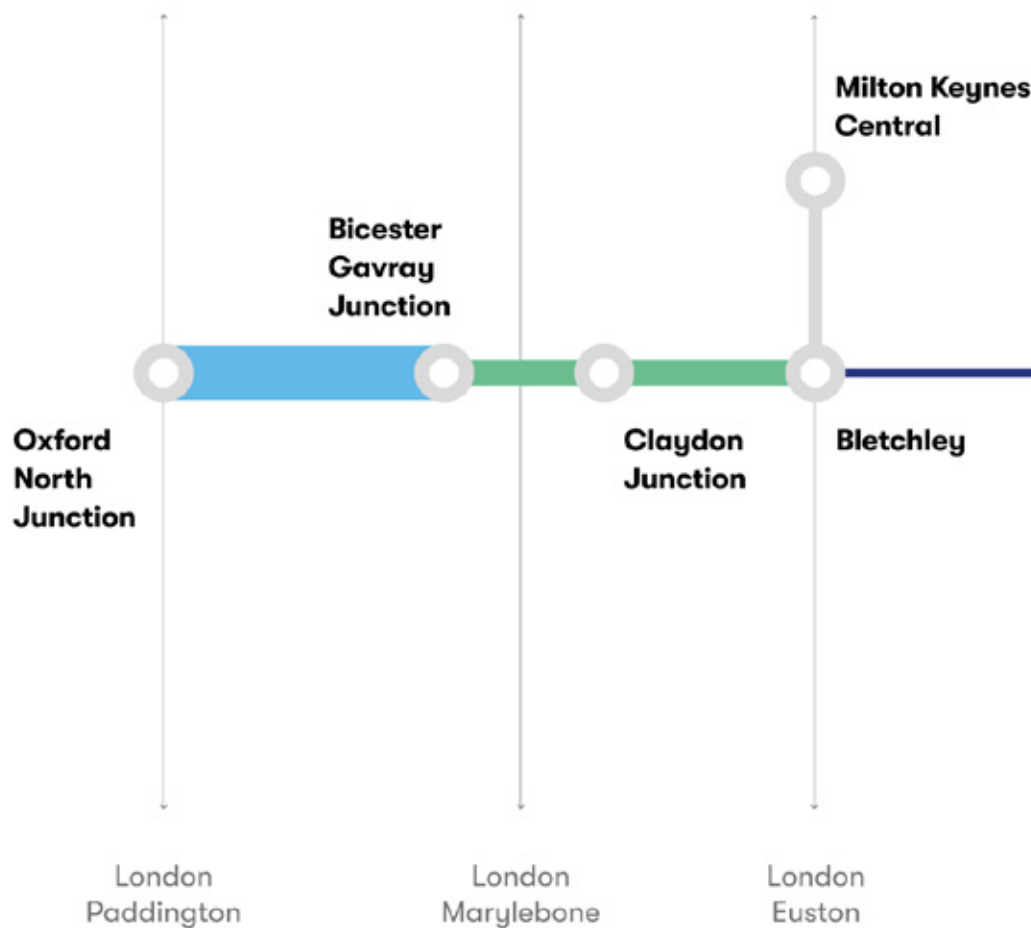 Milton Keynes
Central
Bicester
Gavray
Junction
Oxford
North
Junction
Claydon
Junction
Bletchley
London
Paddington
London
Marylebone
London
Euston